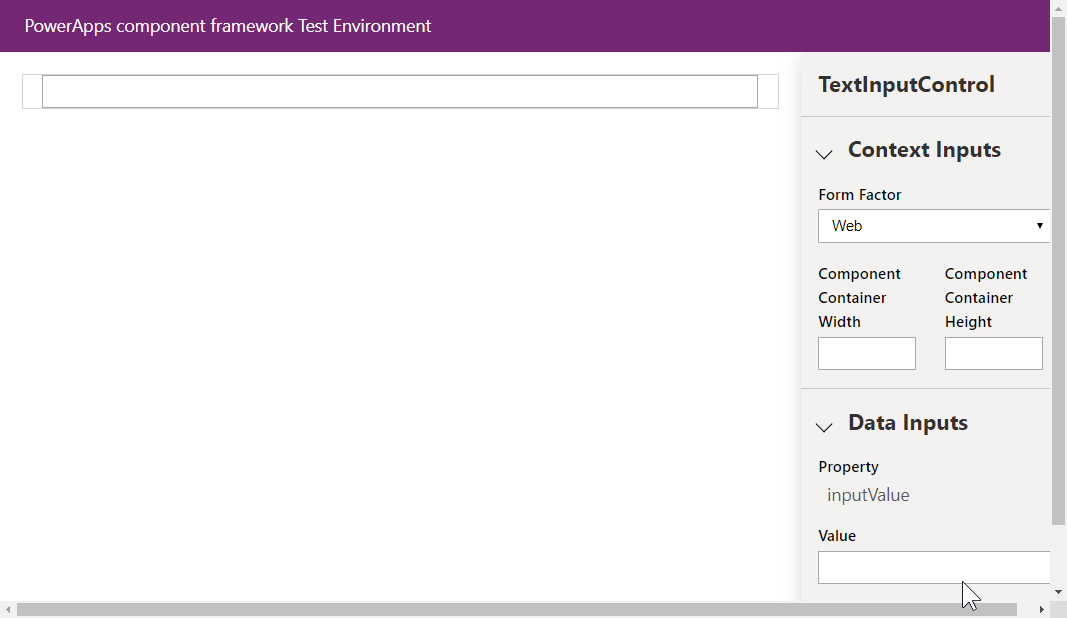 PowerApps component framework Test Environment
TextInputControl
Context Inputs
Form Factor
Web
Component Container Width
Component Container Height
Data Inputs
Property
inputValue
Value